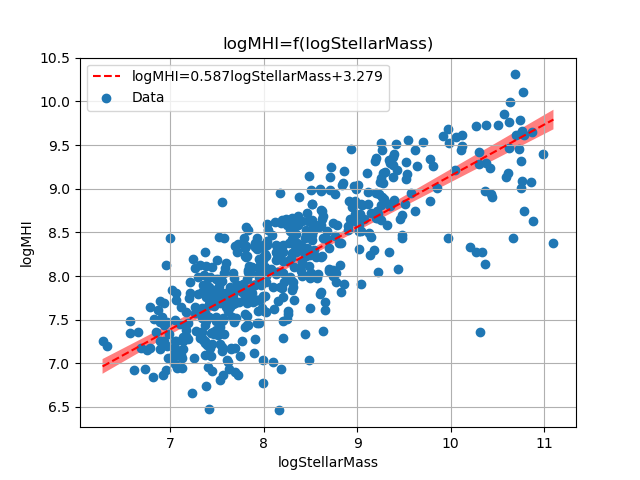 logMHI=f(logStellarMass)
logMHI=0.587logStellarMass+3.279
Data
10.5
10.0
9.5
9.0
8.5
8.0
7.5
7.0
6.5
logMHI
7 8 9 10 11
logStellarMass